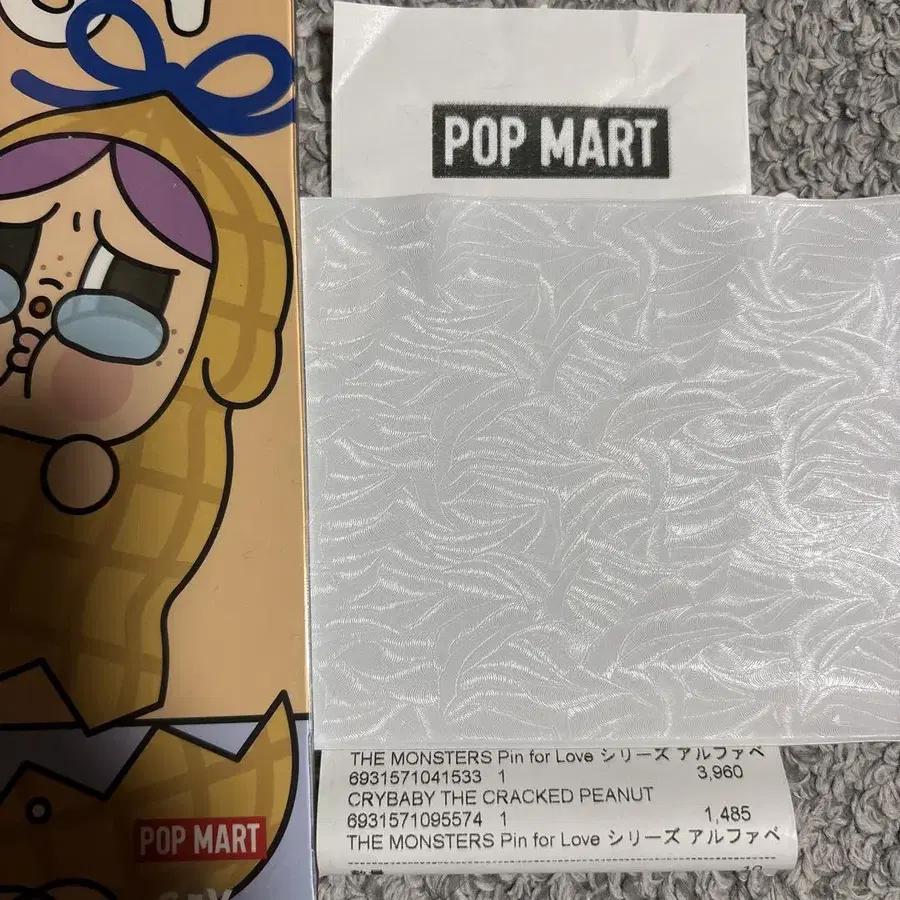 POP MART
THE MONSTERS Pin for Love シリーズ アルファベ
6931571041533 1 3,960
CRYBABY THE CRACKED PEANUT
6931571095574 1 1,485
THE MONSTERS Pin for Love シリーズ アルファベ
POP MART